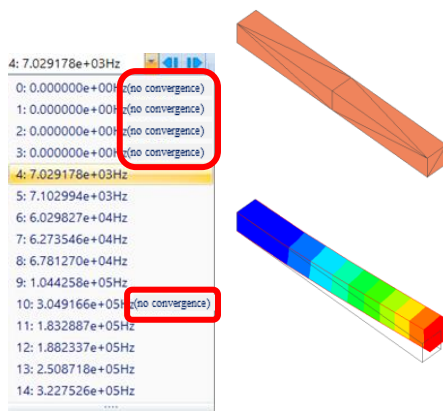 4: 7.029178e+03Hz
0: 0.000000e+00Hz(no convergence)
1: 0.000000e+00Hz(no convergence)
2: 0.000000e+00Hz(no convergence)
3: 0.000000e+00Hz(no convergence)
4: 7.029178e+03Hz
5: 7.102994e+03Hz
6: 6.029827e+04Hz
7: 6.273546e+04Hz
8: 6.781270e+04Hz
9: 1.044258e+05Hz
10: 3.049166e+05Hz(no convergence)
11: 1.832887e+05Hz
12: 1.882337e+05Hz
13: 2.508718e+05Hz
14: 3.227526e+05Hz